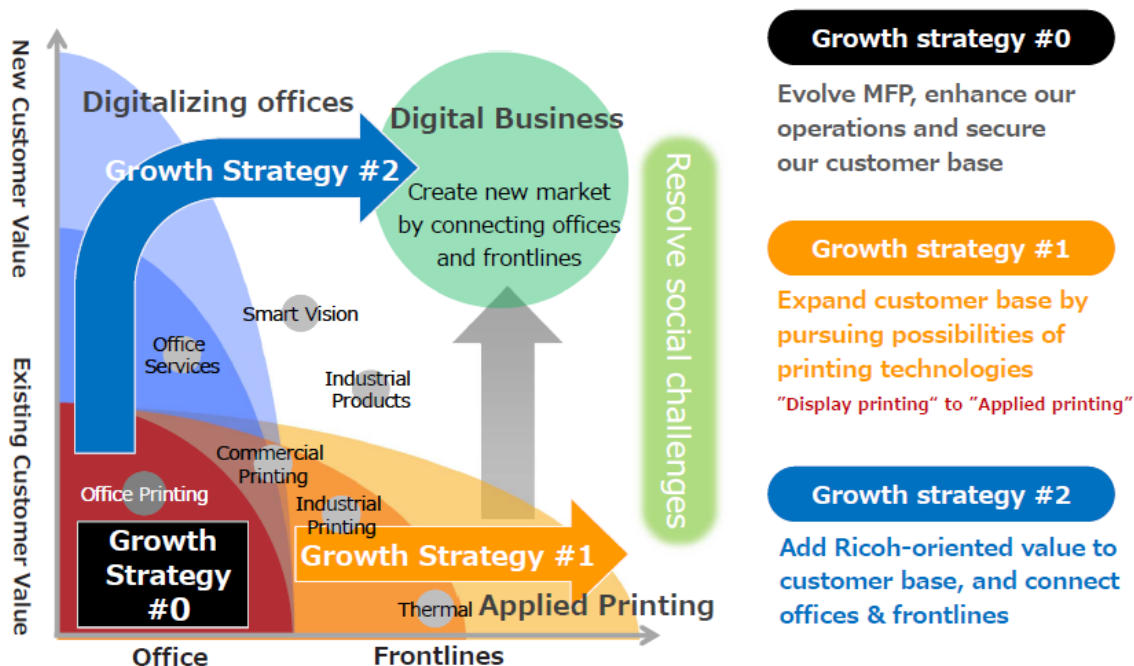 New Customer Value
Existing Customer Value
Digitalizing offices
Growth Strategy #2
Digital Business
Create new market
by connecting offices
and frontlines
Smart Vision
Office
Services
Industrial
Products
Commercial
Printing
Office Printing
Industrial
Printing
Growth
Strategy
#0
Growth Strategy #1
Thermal
Applied Printing
Office
Frontlines
Resolve social challenges
Growth strategy #0
Evolve MFP, enhance our
operations and secure
our customer base
Growth strategy #1
Expand customer base by
pursuing possibilities of
printing technologies
”Display printing“ to ”Applied printing”
Growth strategy #2
Add Ricoh-oriented value to
customer base, and connect
offices & frontlines